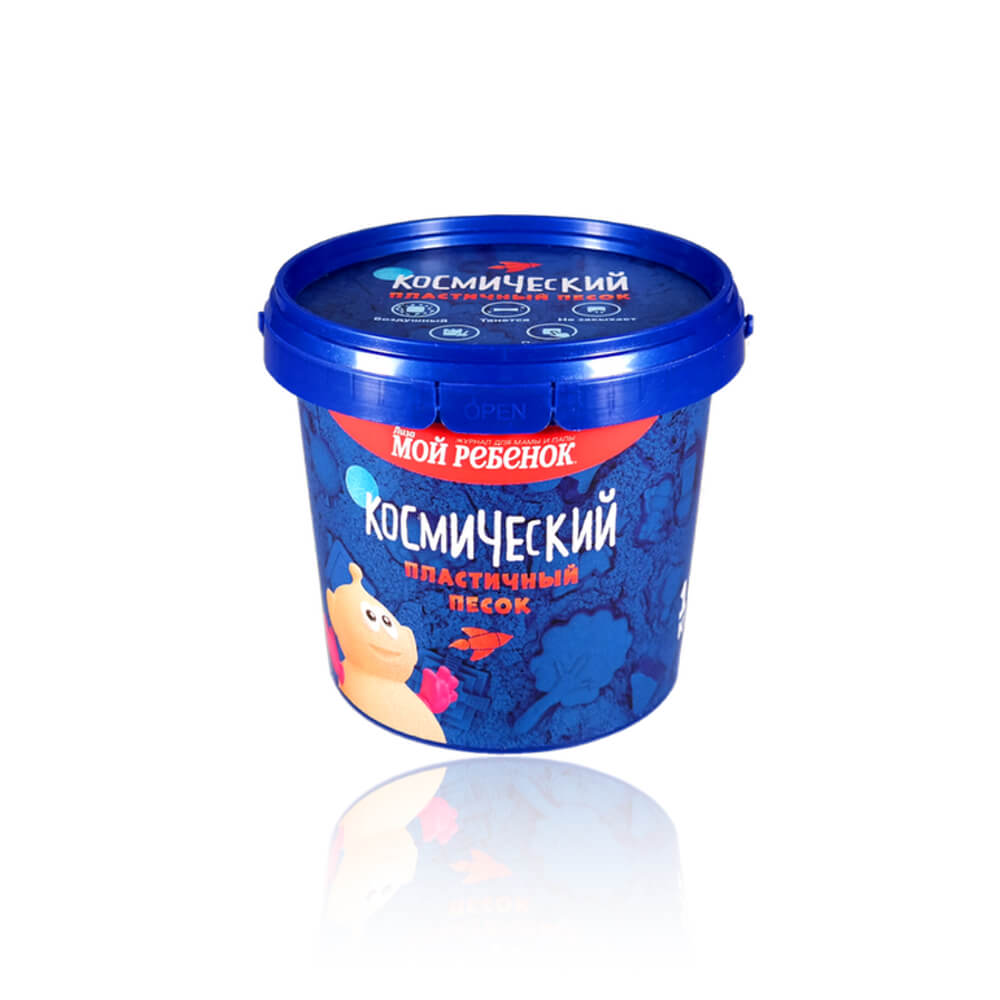 КОСМИЧЕСКИЙ
ПЛАСТИЧНЫЙ ПЕСОК
Воздушный Тянется Не засыхает
OPEN
Лиза
ЖУРНАЛ ДЛЯ МАМЫ И ПАПЫ
МОЙ РЕБЕНОК
КОСМИЧЕСКИЙ
ПЛАСТИЧНЫЙ
ПЕСОК